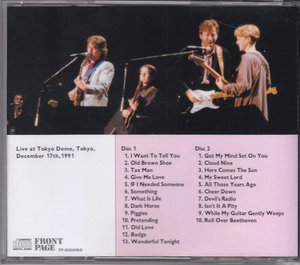 Live at Tokyo Dome, Tokyo,
December 17th, 1991
Disc 1
1. I Want To Tell You
2. Old Brown Shoe
3. Tax Man
4. Give Me Love
5. If I Needed Someone
6. Something
7. What Is Life
8. Dark Horse
9. Piggies
10. Pretending
11. Old Love
12. Badge
13. Wonderful Tonight
Disc 2
1. Got My Mind Set On You
2. Cloud Nine
3. Here Comes The Sun
4. My Sweet Lord
5. All Those Years Ago
6. Cheer Down
7. Devil's Radio
8. Isn't It A Pity
9. While My Guitar Gently Weeps
10. Roll Over Beethoven
FRONT
PAGE